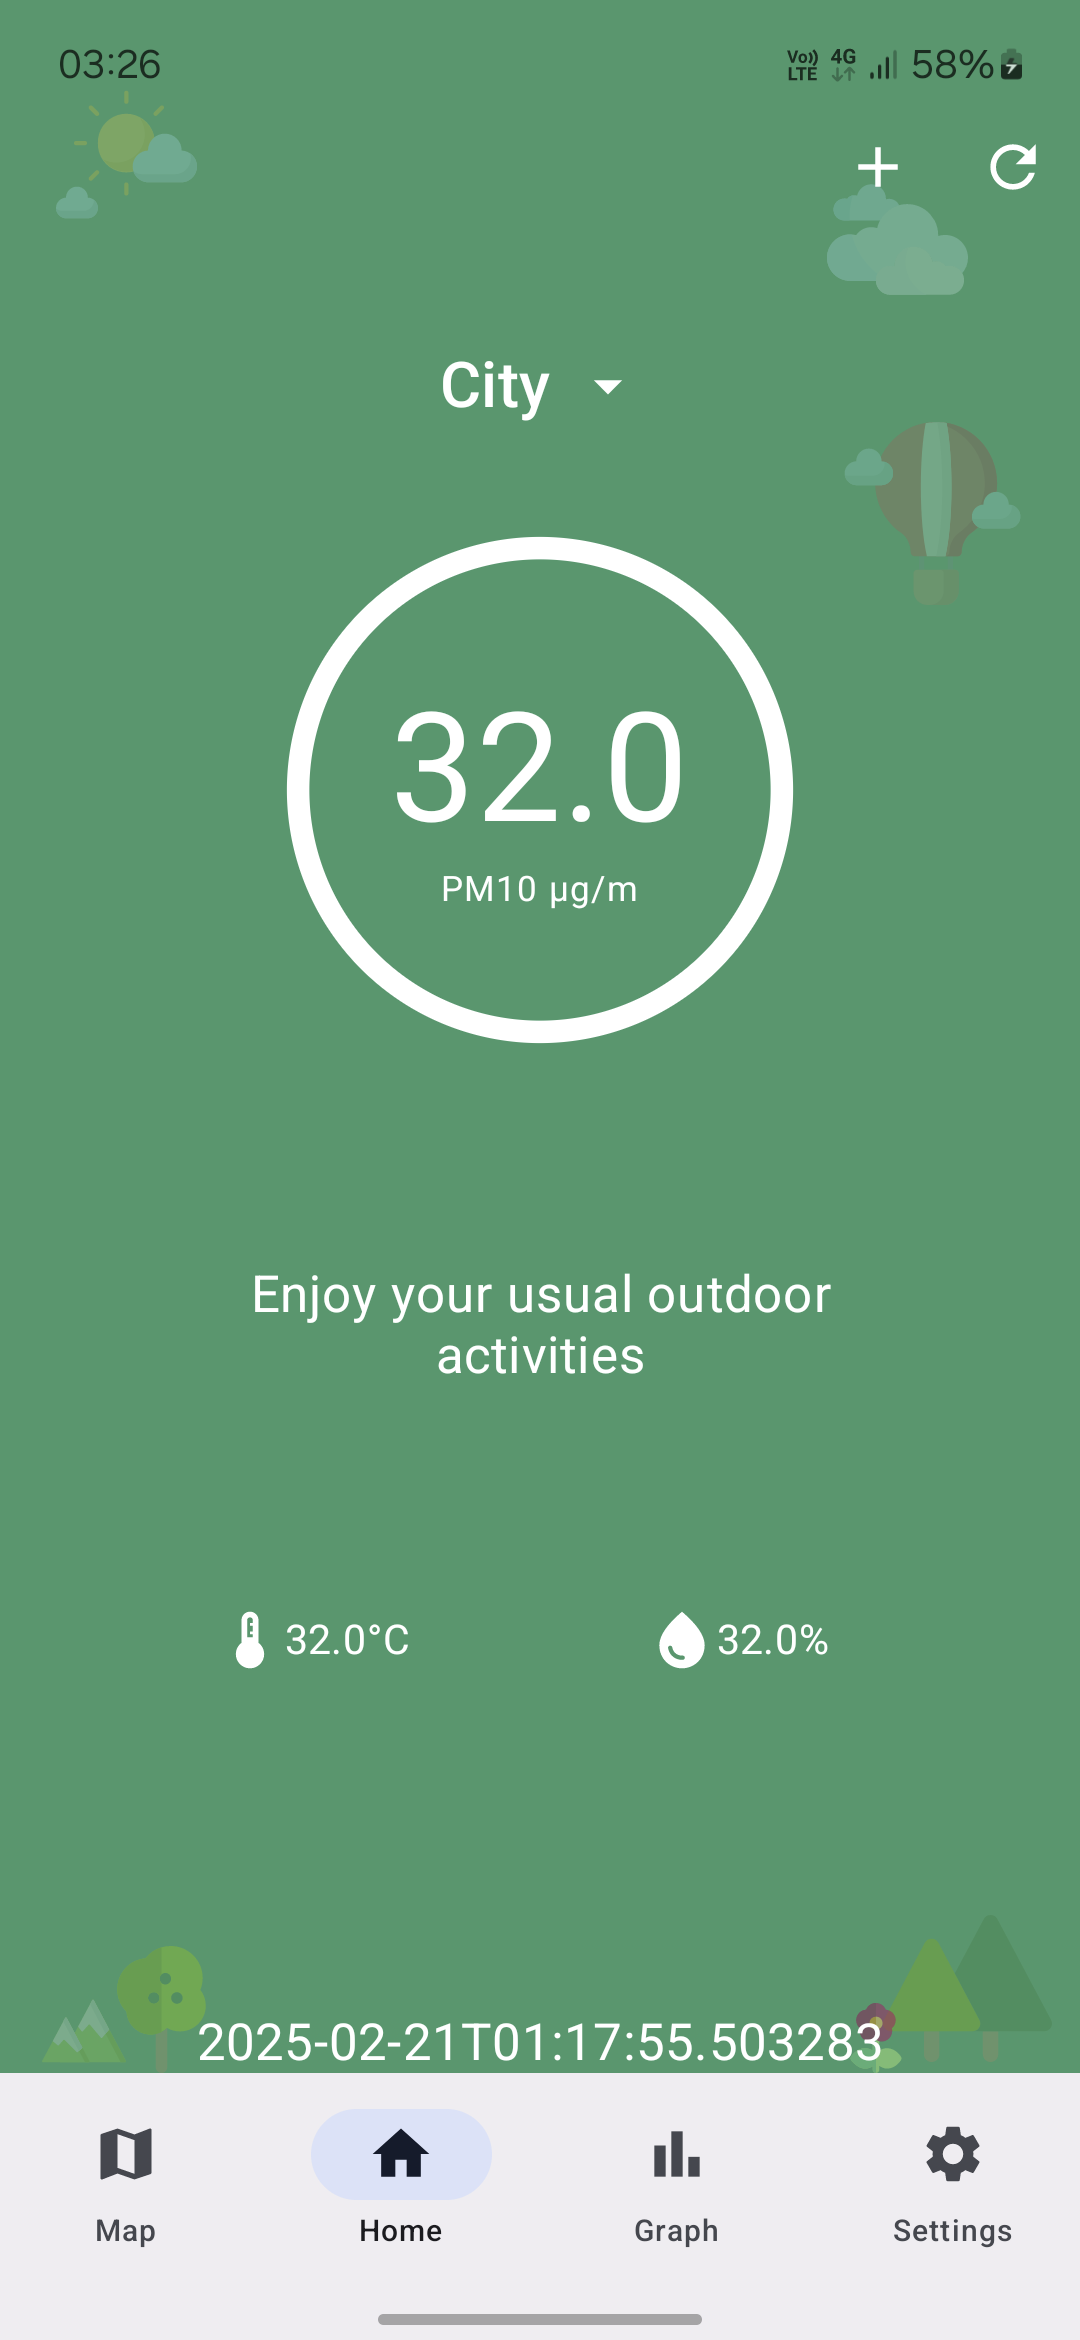 03:26
Vo)) LTE 4G 58%
City
32.0
PM10 µg/m
Enjoy your usual outdoor
activities
32.0°C
32.0%
2025-02-21T01:17:55.503283
Map
Home
Graph
Settings